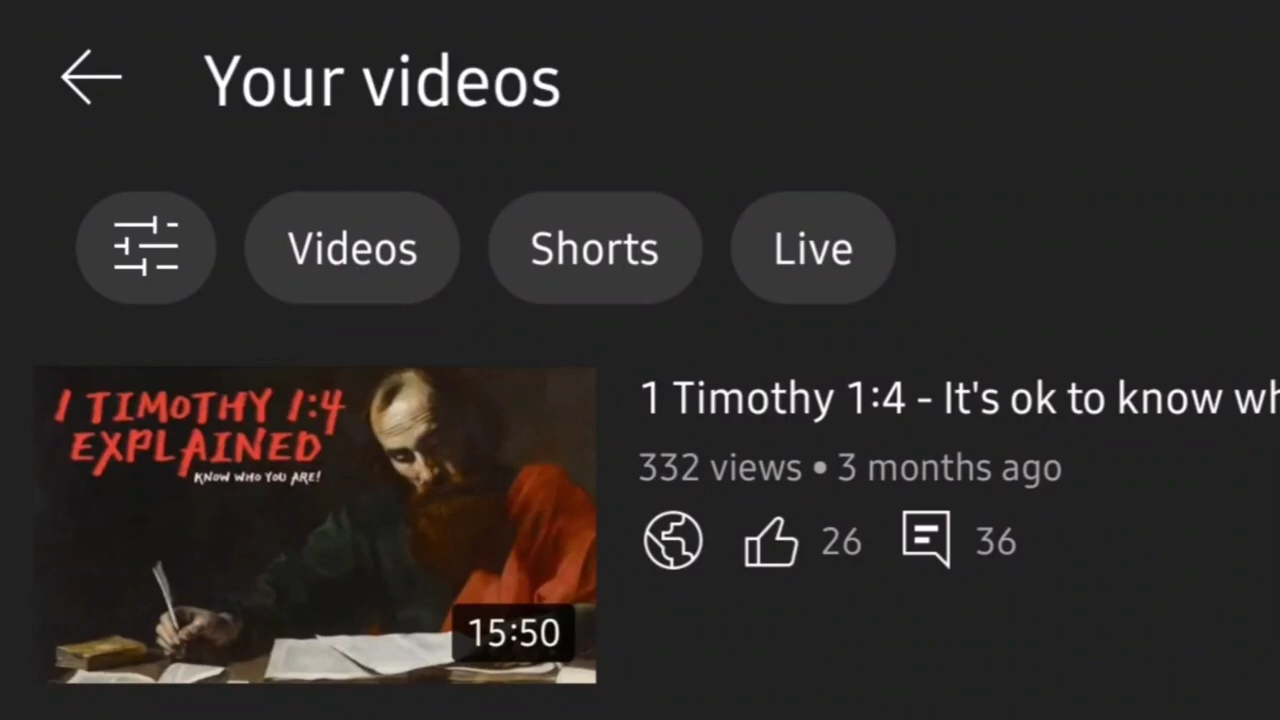 Your videos
Videos
Shorts
Live
1 TIMOTHY 1:4
EXPLAINED
KNOW WHO YOU ARE!
15:50
1 Timothy 1:4 - It's ok to know
332 views • 3 months ago
26
36